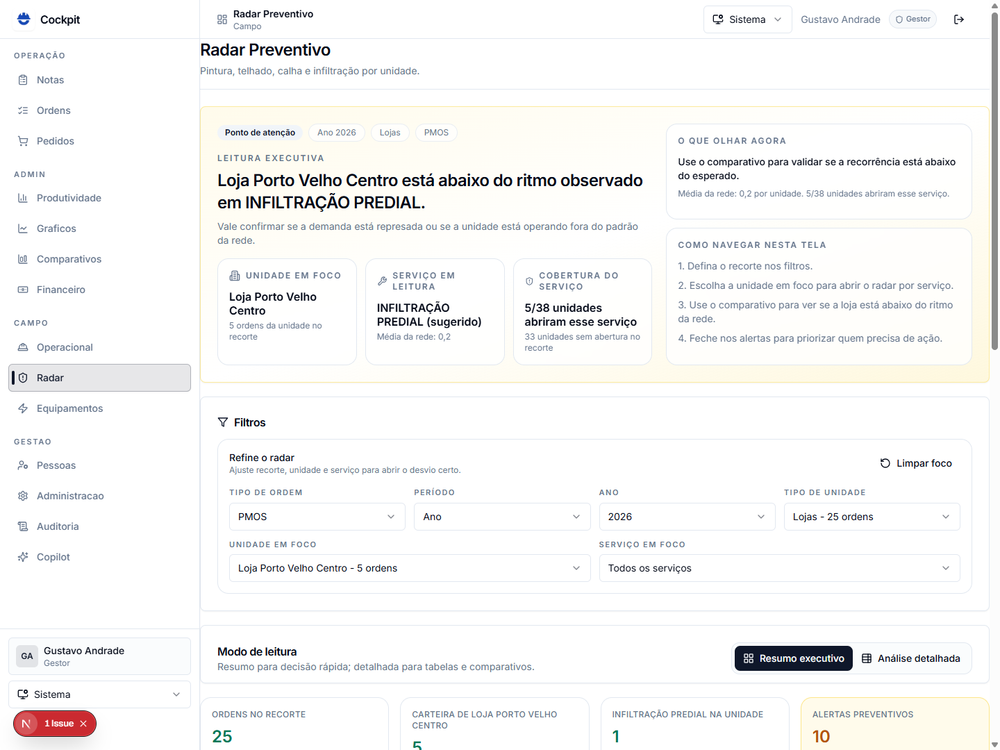 Cockpit
Radar Preventivo
Campo
Sistema
Gustavo Andrade
Gestor
OPERAÇÃO
Notas
Ordens
Pedidos
ADMIN
Produtividade
Graficos
Comparativos
Financeiro
CAMPO
Operacional
Radar
Equipamentos
GESTAO
Pessoas
Administracao
Auditoria
Copilot
GA
Gustavo Andrade
Gestor
Sistema
N
1 Issue
Radar Preventivo
Pintura, telhado, calha e infiltração por unidade.
Ponto de atenção
Ano 2026
Lojas
PMOS
LEITURA EXECUTIVA
Loja Porto Velho Centro está abaixo do ritmo observado
em INFILTRAÇÃO PREDIAL.
Vale confirmar se a demanda está represada ou se a unidade está operando fora do padrão
da rede.
UNIDADE EM FOCO
Loja Porto Velho
Centro
5 ordens da unidade no
recorte
SERVIÇO EM
LEITURA
INFILTRAÇÃO
PREDIAL (sugerido)
Média da rede: 0,2
COBERTURA DO
SERVIÇO
5/38 unidades
abriram esse serviço
33 unidades sem abertura no
recorte
O QUE OLHAR AGORA
Use o comparativo para validar se a recorrência está abaixo
do esperado.
Média da rede: 0,2 por unidade. 5/38 unidades abriram esse serviço.
COMO NAVEGAR NESTA TELA
1. Defina o recorte nos filtros.
2. Escolha a unidade em foco para abrir o radar por serviço.
3. Use o comparativo para ver se a loja está abaixo do ritmo
da rede.
4. Feche nos alertas para priorizar quem precisa de ação.
Filtros
Refine o radar
Ajuste recorte, unidade e serviço para abrir o desvio certo.
Limpar foco
TIPO DE ORDEM
PMOS
PERÍODO
Ano
ANO
2026
TIPO DE UNIDADE
Lojas - 25 ordens
UNIDADE EM FOCO
Loja Porto Velho Centro - 5 ordens
SERVIÇO EM FOCO
Todos os serviços
Modo de leitura
Resumo para decisão rápida; detalhada para tabelas e comparativos.
Resumo executivo
Análise detalhada
ORDENS NO RECORTE
25
CARTEIRA DE LOJA PORTO VELHO
CENTRO
5
INFILTRAÇÃO PREDIAL NA UNIDADE
1
ALERTAS PREVENTIVOS
10